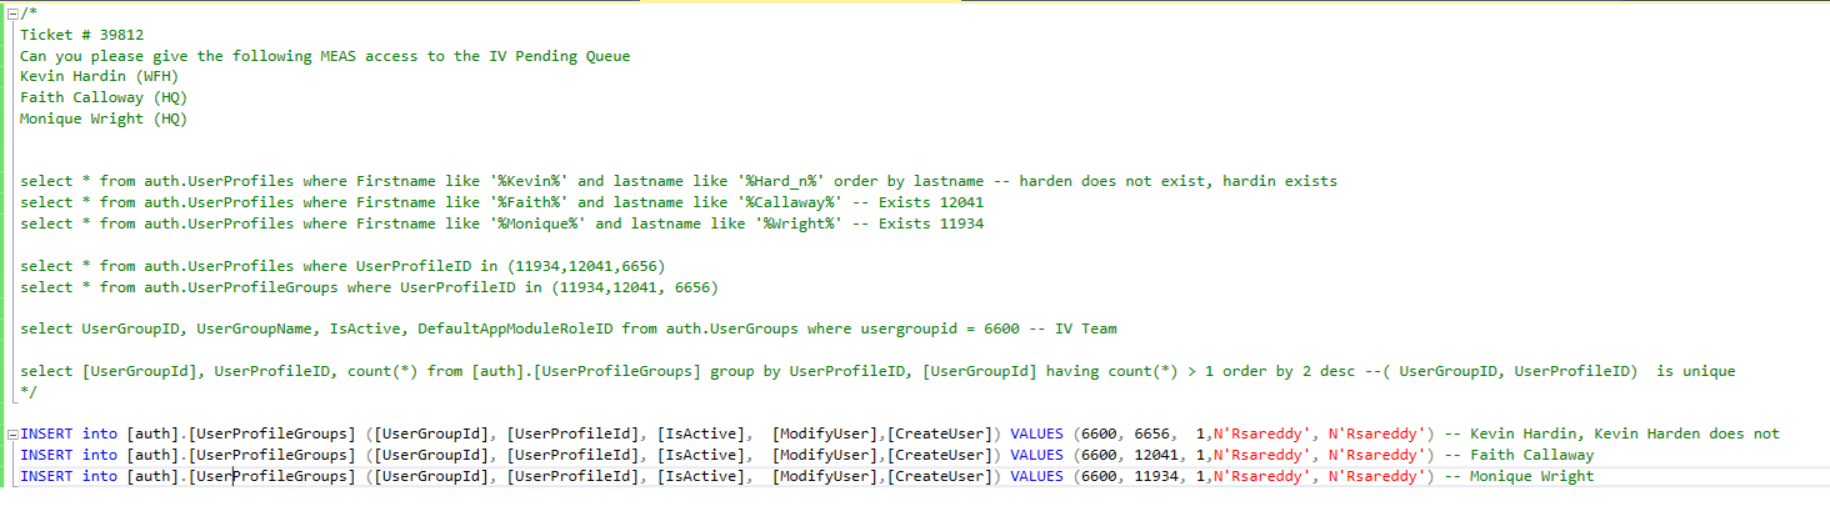 /*
Ticket # 39812
Can you please give the following MEAS access to the IV Pending Queue
Kevin Hardin (WFH)
Faith Calloway (HQ)
Monique Wright (HQ)
select * from auth.UserProfiles where Firstname like '%Kevin%' and lastname like '%Hard_n%' order by lastname -- harden does not exist, hardin exists
select * from auth.UserProfiles where Firstname like '%Faith%' and lastname like '%Callaway%' -- Exists 12041
select * from auth.UserProfiles where Firstname like '%Monique%' and lastname like '%Wright%' -- Exists 11934
select * from auth.UserProfiles where UserProfileID in (11934,12041,6656)
select * from auth.UserProfileGroups where UserProfileID in (11934,12041, 6656)
select UserGroupID, UserGroupName, IsActive, DefaultAppModuleRoleID from auth.UserGroups where usergroupid = 6600 -- IV Team
select [UserGroupId], UserProfileID, count(*) from [auth].[UserProfileGroups] group by UserProfileID, [UserGroupId] having count(*) > 1 order by 2 desc --( UserGroupID, UserProfileID)  is unique
*/
INSERT into [auth].[UserProfileGroups] ([UserGroupId], [UserProfileId], [IsActive],  [ModifyUser],[CreateUser]) VALUES (6600, 6656,  1,N'Rsareddy', N'Rsareddy') -- Kevin Hardin, Kevin Harden does not
INSERT into [auth].[UserProfileGroups] ([UserGroupId], [UserProfileId], [IsActive],  [ModifyUser],[CreateUser]) VALUES (6600, 12041, 1,N'Rsareddy', N'Rsareddy') -- Faith Callaway
INSERT into [auth].[UserProfileGroups] ([UserGroupId], [UserProfileId], [IsActive],  [ModifyUser],[CreateUser]) VALUES (6600, 11934, 1,N'Rsareddy', N'Rsareddy') -- Monique Wright